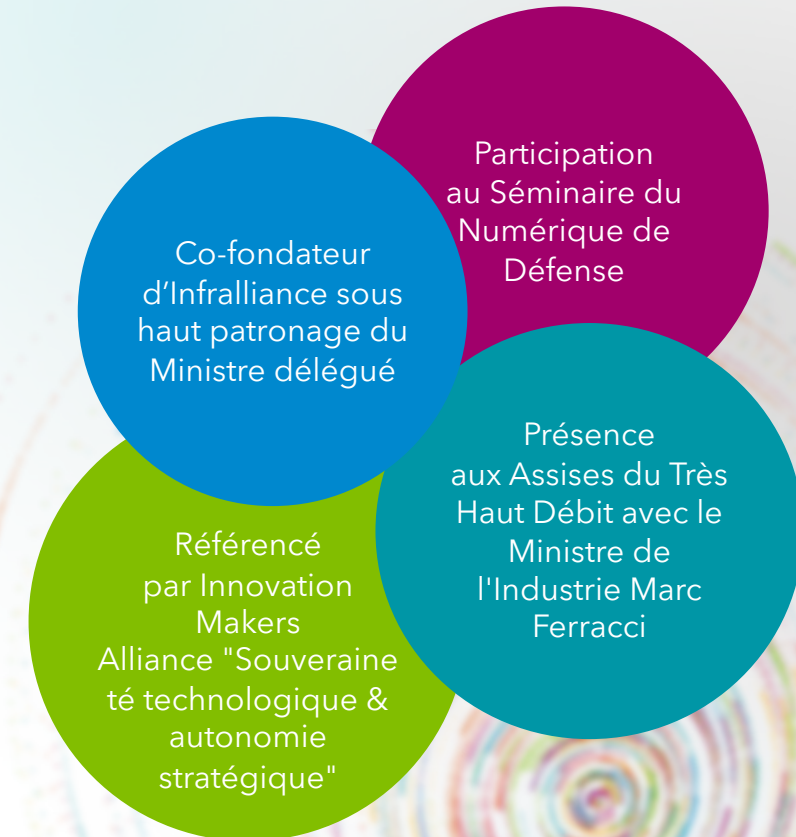 Participation
au Séminaire du
Numérique de
Défense
Co-fondateur
d’Infralliance sous
haut patronage du
Ministre délégué
Présence
aux Assises du Très
Haut Débit avec le
Ministre de
l'Industrie Marc
Ferracci
Référencé
par Innovation
Makers
Alliance "Souveraine
té technologique &
autonomie
stratégique"